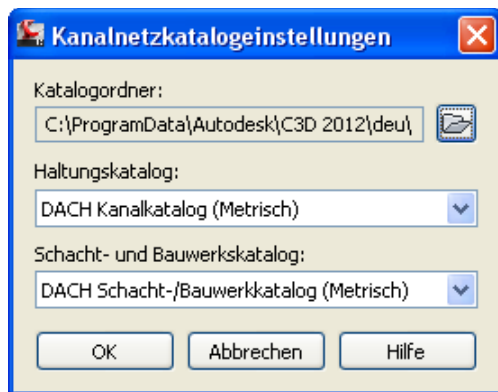 Kanalnetzkatalogeinstellungen
Katalogordner:
C:\ProgramData\Autodesk\C3D 2012\deu\
Haltungskatalog:
DACH Kanalkatalog (Metrisch)
Schacht- und Bauwerkskatalog:
DACH Schacht-/Bauwerkkatalog (Metrisch)
OK Abbrechen Hilfe